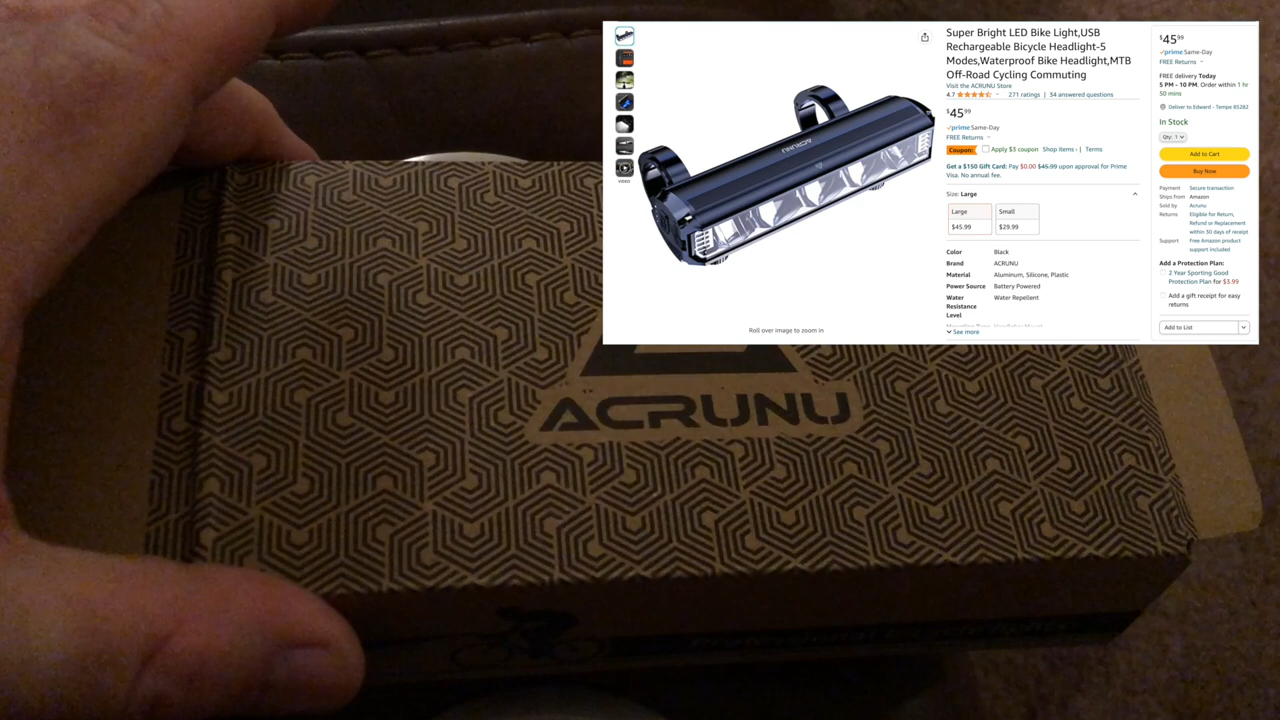 Super Bright LED Bike Light,USB
Rechargeable Bicycle Headlight-5
Modes,Waterproof Bike Headlight,MTB
Off-Road Cycling Commuting
Visit the ACRUNU Store
4.7
271 ratings | 34 answered questions
$45⁹⁹
prime Same-Day
FREE Returns
Coupon: Apply $3 coupon Shop items › | Terms
Get a $150 Gift Card: Pay $0.00 $45.99 upon approval for Prime
Visa. No annual fee.
Size: Large
Large
$45.99
Small
$29.99
Color Black
Brand ACRUNU
Material Aluminum, Silicone, Plastic
Power Source Battery Powered
Water Resistance Level Water Repellent
See more
VIDEO
ACRUNU
Roll over image to zoom in
$45⁹⁹
prime Same-Day
FREE Returns
FREE delivery Today
5 PM - 10 PM. Order within 1 hr
50 mins
Deliver to Edward - Tempe 85282
In Stock
Qty: 1
Add to Cart
Buy Now
Payment Secure transaction
Ships from Amazon
Sold by Acrunu
Returns Eligible for Return,
Refund or Replacement
within 30 days of receipt
Support Free Amazon product
support included
Add a Protection Plan:
2 Year Sporting Good
Protection Plan for $3.99
Add a gift receipt for easy
returns
Add to List
ACRUNU